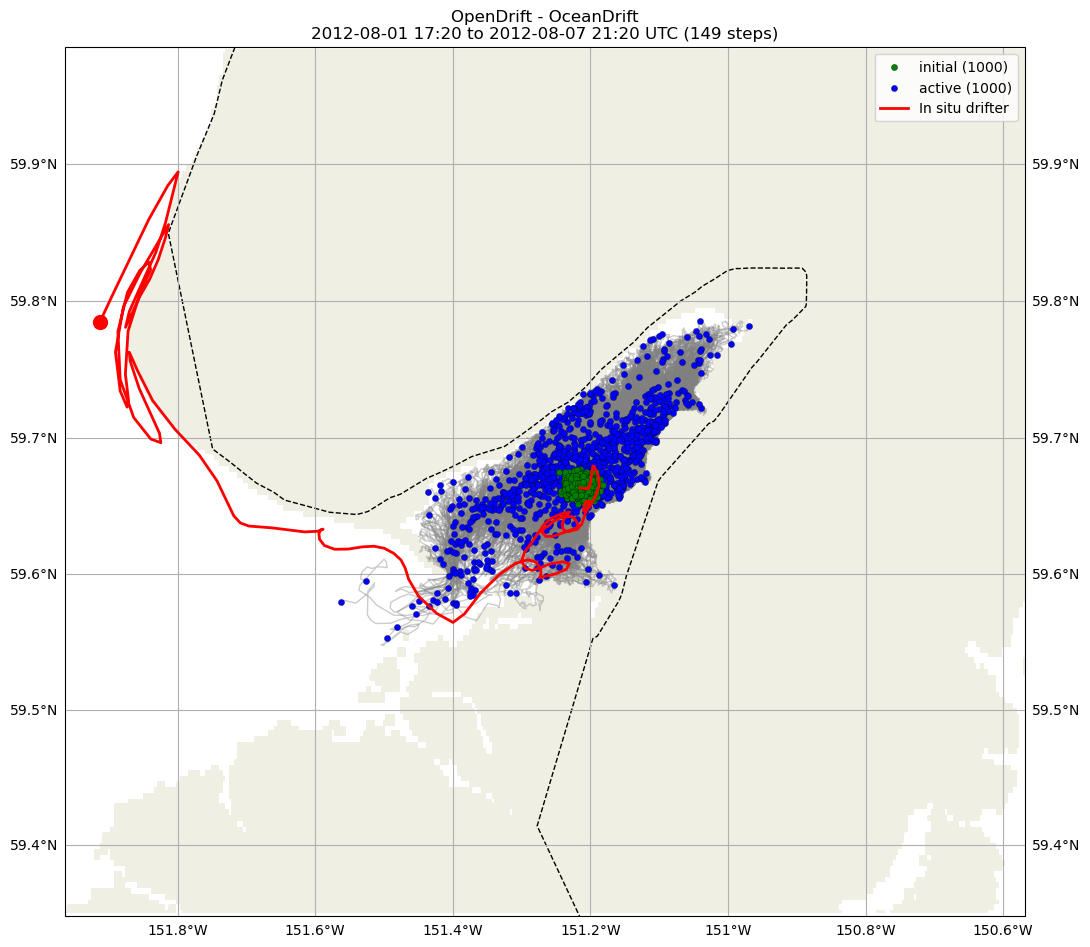 OpenDrift - OceanDrift
2012-08-01 17:20 to 2012-08-07 21:20 UTC (149 steps)
initial (1000)
active (1000)
In situ drifter
59.9°N
59.9°N
59.8°N
59.8°N
59.7°N
59.7°N
59.6°N
59.6°N
59.5°N
59.5°N
59.4°N
59.4°N
151.8°W
151.6°W
151.4°W
151.2°W
151°W
150.8°W
150.6°W